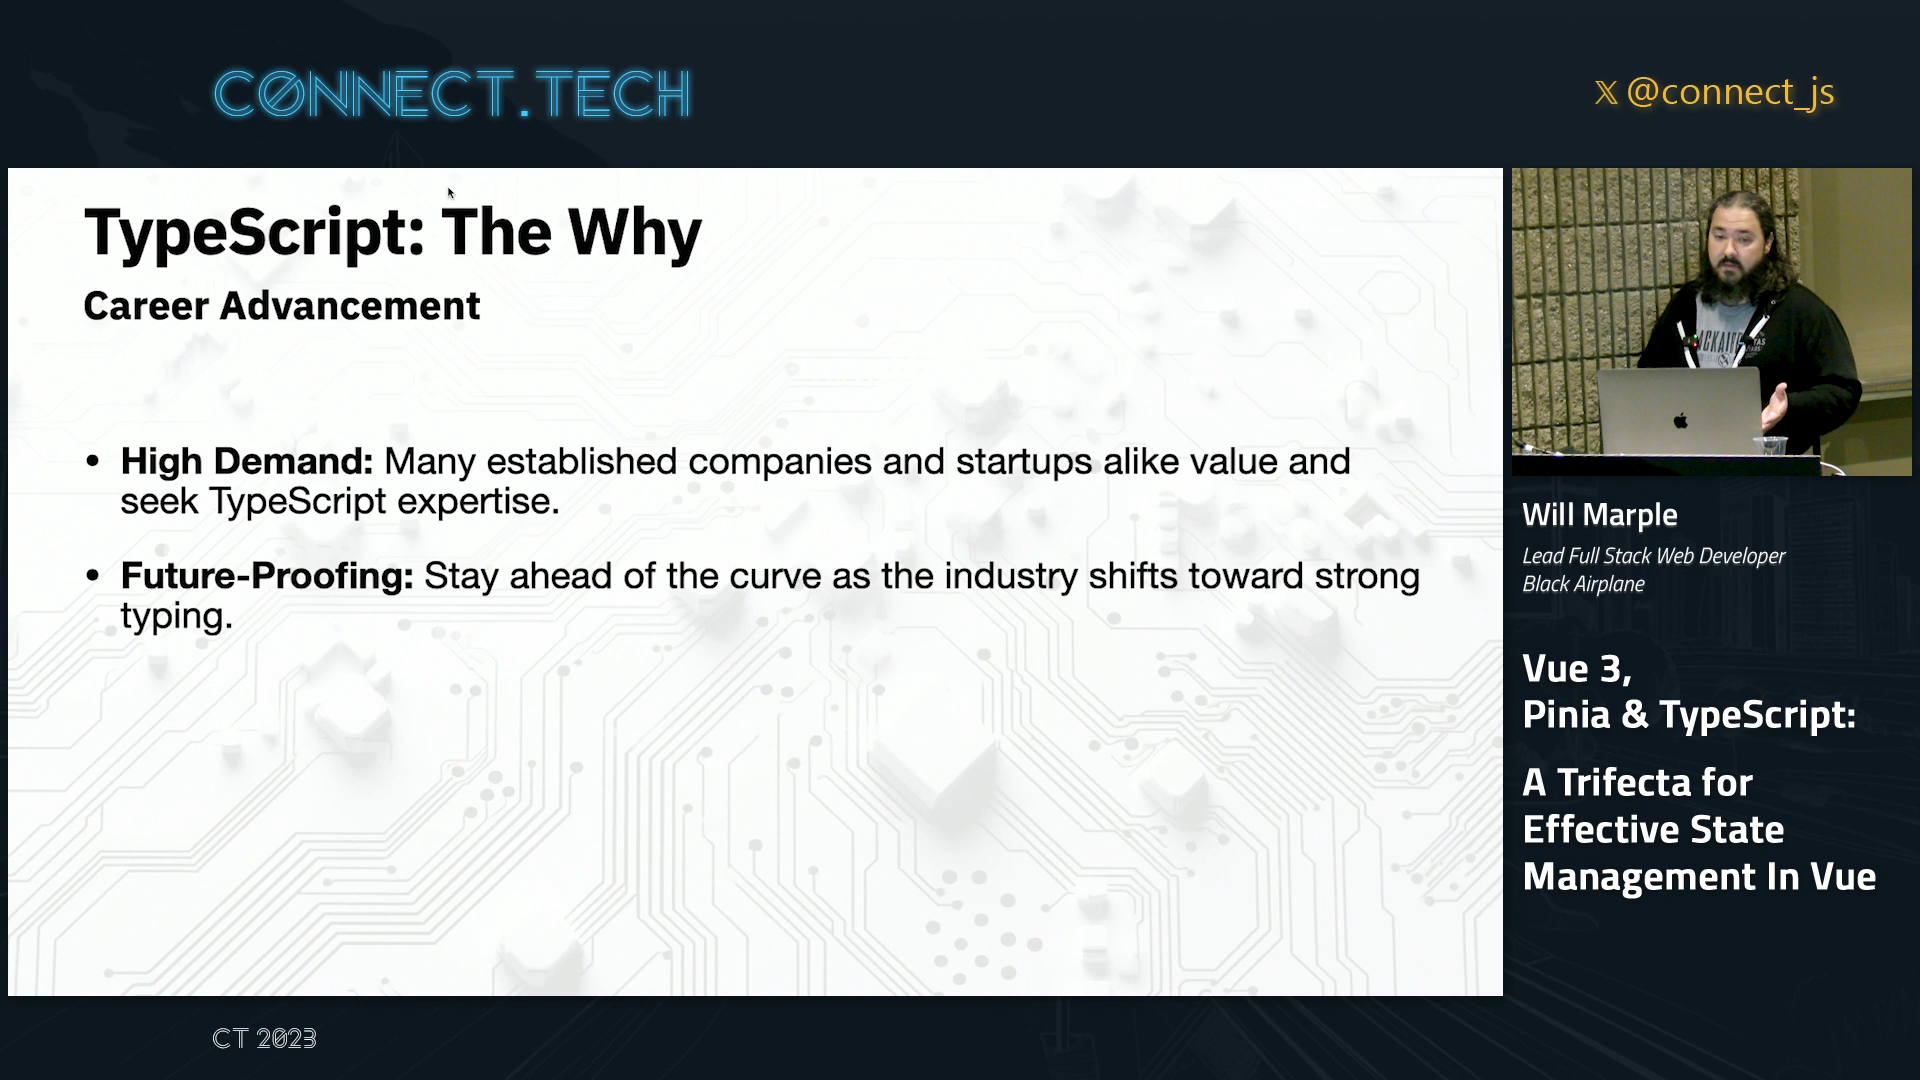 CONNECT.TECH
𝕏 @connect_js
TypeScript: The Why
Career Advancement
• High Demand: Many established companies and startups alike value and
seek TypeScript expertise.
• Future-Proofing: Stay ahead of the curve as the industry shifts toward strong
typing.
Will Marple
Lead Full Stack Web Developer
Black Airplane
Vue 3,
Pinia & TypeScript:
A Trifecta for
Effective State
Management In Vue
CT 2023